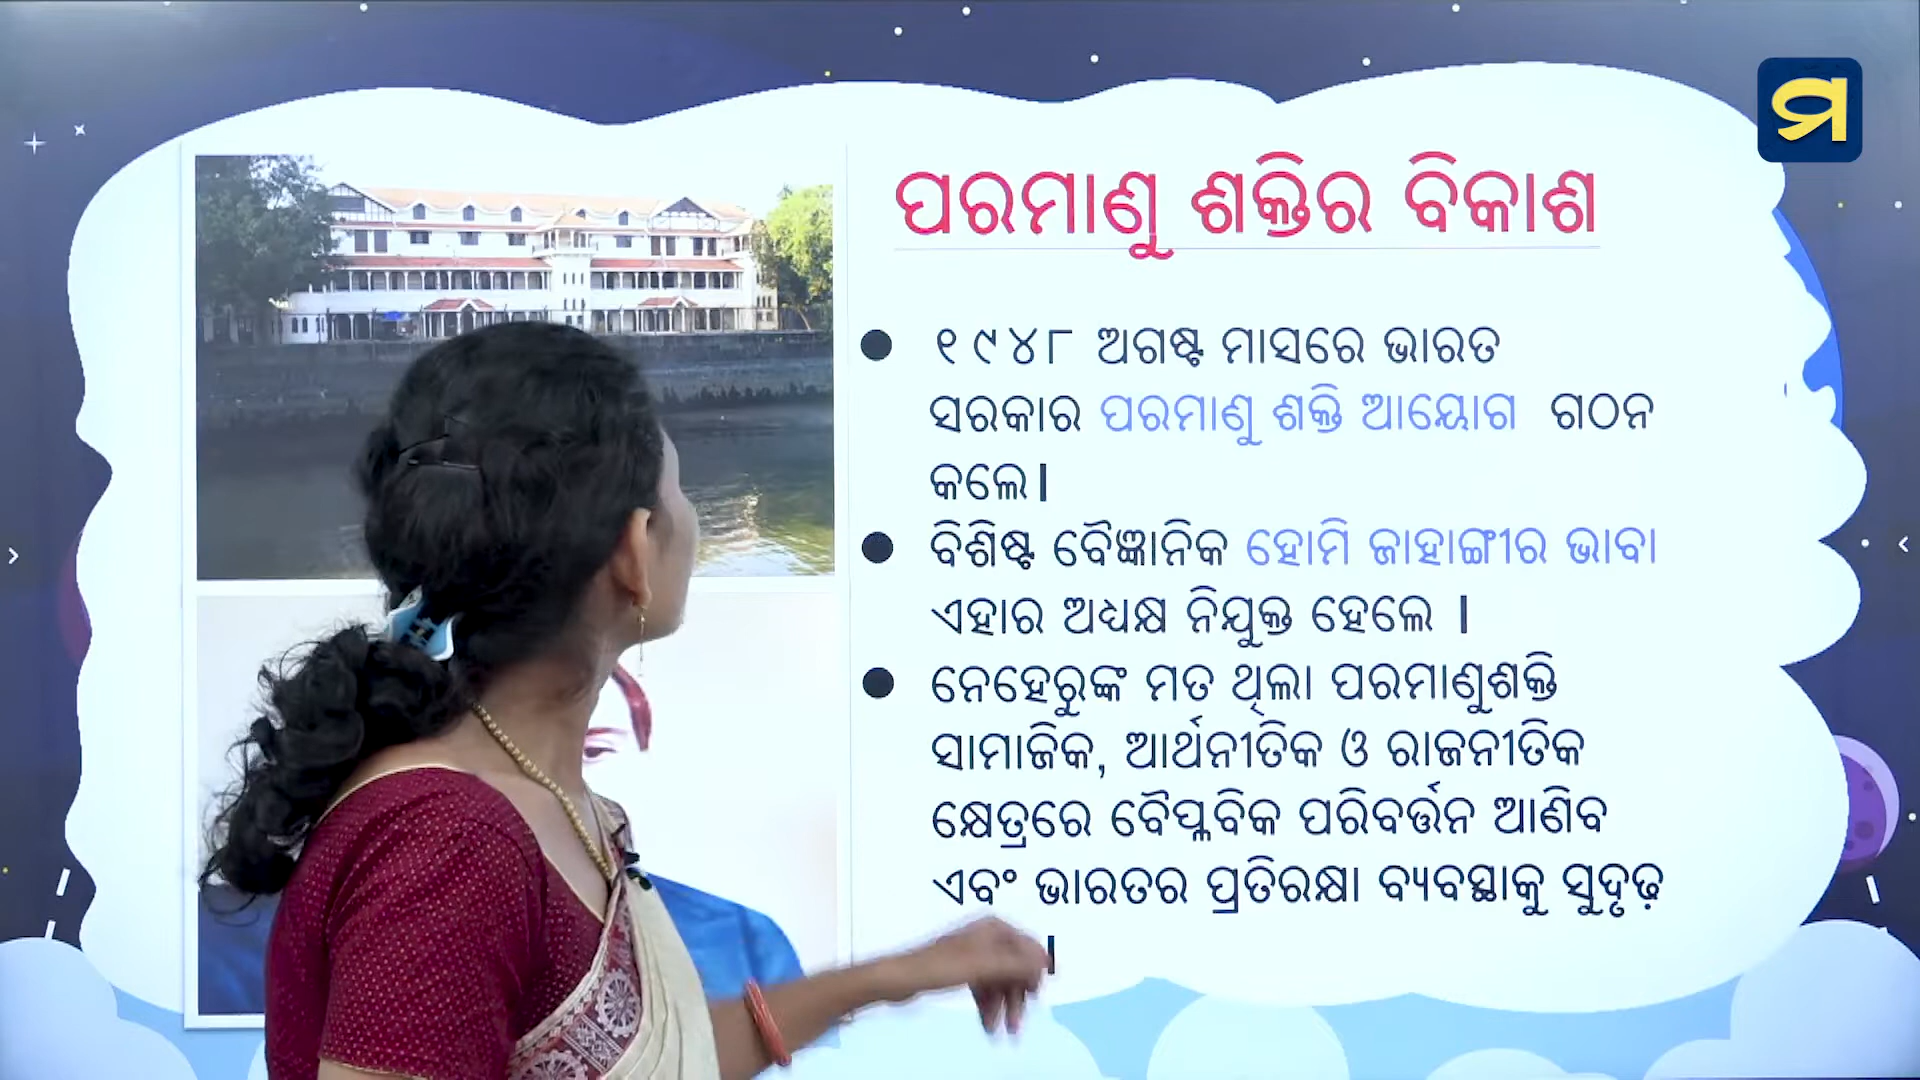 ମ
ପରମାଣୁ ଶକ୍ତିର ବିକାଶ
● ୧୯୪୮ ଅଗଷ୍ଟ ମାସରେ ଭାରତ
ସରକାର ପରମାଣୁ ଶକ୍ତି ଆୟୋଗ ଗଠନ
କଲେ।
● ବିଶିଷ୍ଟ ବୈଜ୍ଞାନିକ ହୋମି ଜାହାଙ୍ଗୀର ଭାବା
ଏହାର ଅଧ୍ୟକ୍ଷ ନିଯୁକ୍ତ ହେଲେ ।
● ନେହେରୁଙ୍କ ମତ ଥିଲା ପରମାଣୁଶକ୍ତି
ସାମାଜିକ, ଆର୍ଥନୀତିକ ଓ ରାଜନୀତିକ
କ୍ଷେତ୍ରରେ ବୈପ୍ଳବିକ ପରିବର୍ତ୍ତନ ଆଣିବ
ଏବଂ ଭାରତର ପ୍ରତିରକ୍ଷା ବ୍ୟବସ୍ଥାକୁ ସୁଦୃଢ଼
।